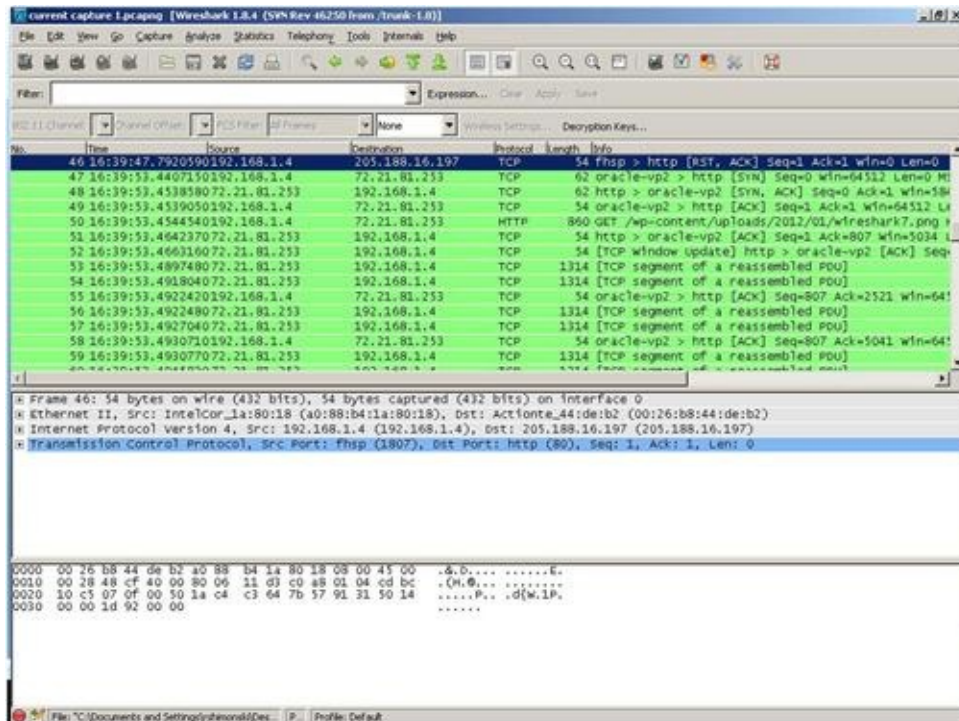 current capture 1.pcapng [Wireshark 1.8.4 (SVN Rev 46250 from /trunk-1.8)]
File Edit View Go Capture Analyze Statistics Telephony Tools Internals Help
Filter: Expression... Clear Apply Save
802.11 Channel: Channel Offset: FCS Filter: All Frames None Wireless Settings... Decryption Keys...
No. Time Source Destination Protocol Length Info
46 16:39:47.7920590 192.168.1.4 205.188.16.197 TCP 54 fhsp > http [RST, ACK] Seq=1 Ack=1 Win=0 Len=0
47 16:39:53.4407150 192.168.1.4 72.21.81.253 TCP 62 oracle-vp2 > http [SYN] Seq=0 Win=64512 Len=0
48 16:39:53.4538580 72.21.81.253 192.168.1.4 TCP 62 http > oracle-vp2 [SYN, ACK] Seq=0 Ack=1
49 16:39:53.4539050 192.168.1.4 72.21.81.253 TCP 54 oracle-vp2 > http [ACK] Seq=1 Ack=1 Win=64512
50 16:39:53.4544540 192.168.1.4 72.21.81.253 HTTP 860 GET /wp-content/uploads/2012/01/wireshark7.png
51 16:39:53.4642370 72.21.81.253 192.168.1.4 TCP 54 http > oracle-vp2 [ACK] Seq=1 Ack=807 Win=5034
52 16:39:53.4663160 72.21.81.253 192.168.1.4 TCP 54 [TCP Window Update] http > oracle-vp2 [ACK]
53 16:39:53.4897480 72.21.81.253 192.168.1.4 TCP 1314 [TCP segment of a reassembled PDU]
54 16:39:53.4918040 72.21.81.253 192.168.1.4 TCP 1314 [TCP segment of a reassembled PDU]
55 16:39:53.4922420 192.168.1.4 72.21.81.253 TCP 54 oracle-vp2 > http [ACK] Seq=807 Ack=2521
56 16:39:53.4922480 72.21.81.253 192.168.1.4 TCP 1314 [TCP segment of a reassembled PDU]
57 16:39:53.4927040 72.21.81.253 192.168.1.4 TCP 1314 [TCP segment of a reassembled PDU]
58 16:39:53.4930710 192.168.1.4 72.21.81.253 TCP 54 oracle-vp2 > http [ACK] Seq=807 Ack=5041
59 16:39:53.4930770 72.21.81.253 192.168.1.4 TCP 1314 [TCP segment of a reassembled PDU]
Frame 46: 54 bytes on wire (432 bits), 54 bytes captured (432 bits) on interface 0
Ethernet II, Src: IntelCor_1a:80:18 (a0:88:b4:1a:80:18), Dst: Actionte_44:de:b2 (00:26:b8:44:de:b2)
Internet Protocol Version 4, Src: 192.168.1.4 (192.168.1.4), Dst: 205.188.16.197 (205.188.16.197)
Transmission Control Protocol, Src Port: fhsp (1807), Dst Port: http (80), Seq: 1, Ack: 1, Len: 0
0000 00 26 b8 44 de b2 a0 88 b4 1a 80 18 08 00 45 00 .&.D.... ......E.
0010 00 28 48 cf 40 00 80 06 11 d3 c0 a8 01 04 cd bc .(H.@... ........
0020 10 c5 07 0f 00 50 1a c4 c3 64 7b 57 91 31 50 14 .....P.. .d{W.1P.
0030 00 00 1d 92 00 00 ......
File: "C:\Documents and Settings\rshimonski\Des... P... Profile: Default